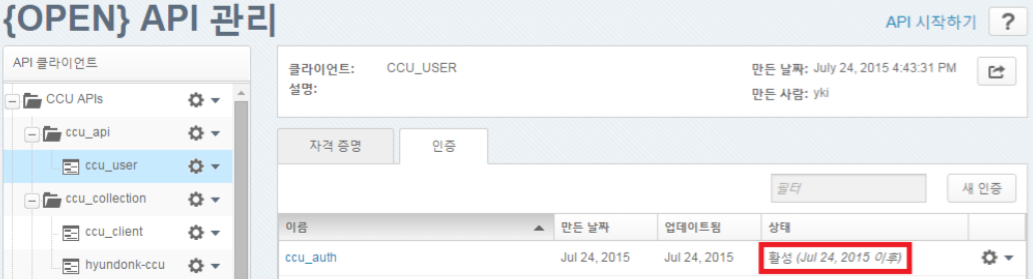 {OPEN} API 관리
API 시작하기 ?
API 클라이언트
CCU APIs
ccu_api
ccu_user
ccu_collection
ccu_client
hyundonk-ccu
클라이언트: CCU_USER
설명:
만든 날짜: July 24, 2015 4:43:31 PM
만든 사람: yki
자격 증명 인증
필터 새 인증
이름 만든 날짜 업데이트됨 상태
ccu_auth Jul 24, 2015 Jul 24, 2015 활성 (Jul 24, 2015 이후)